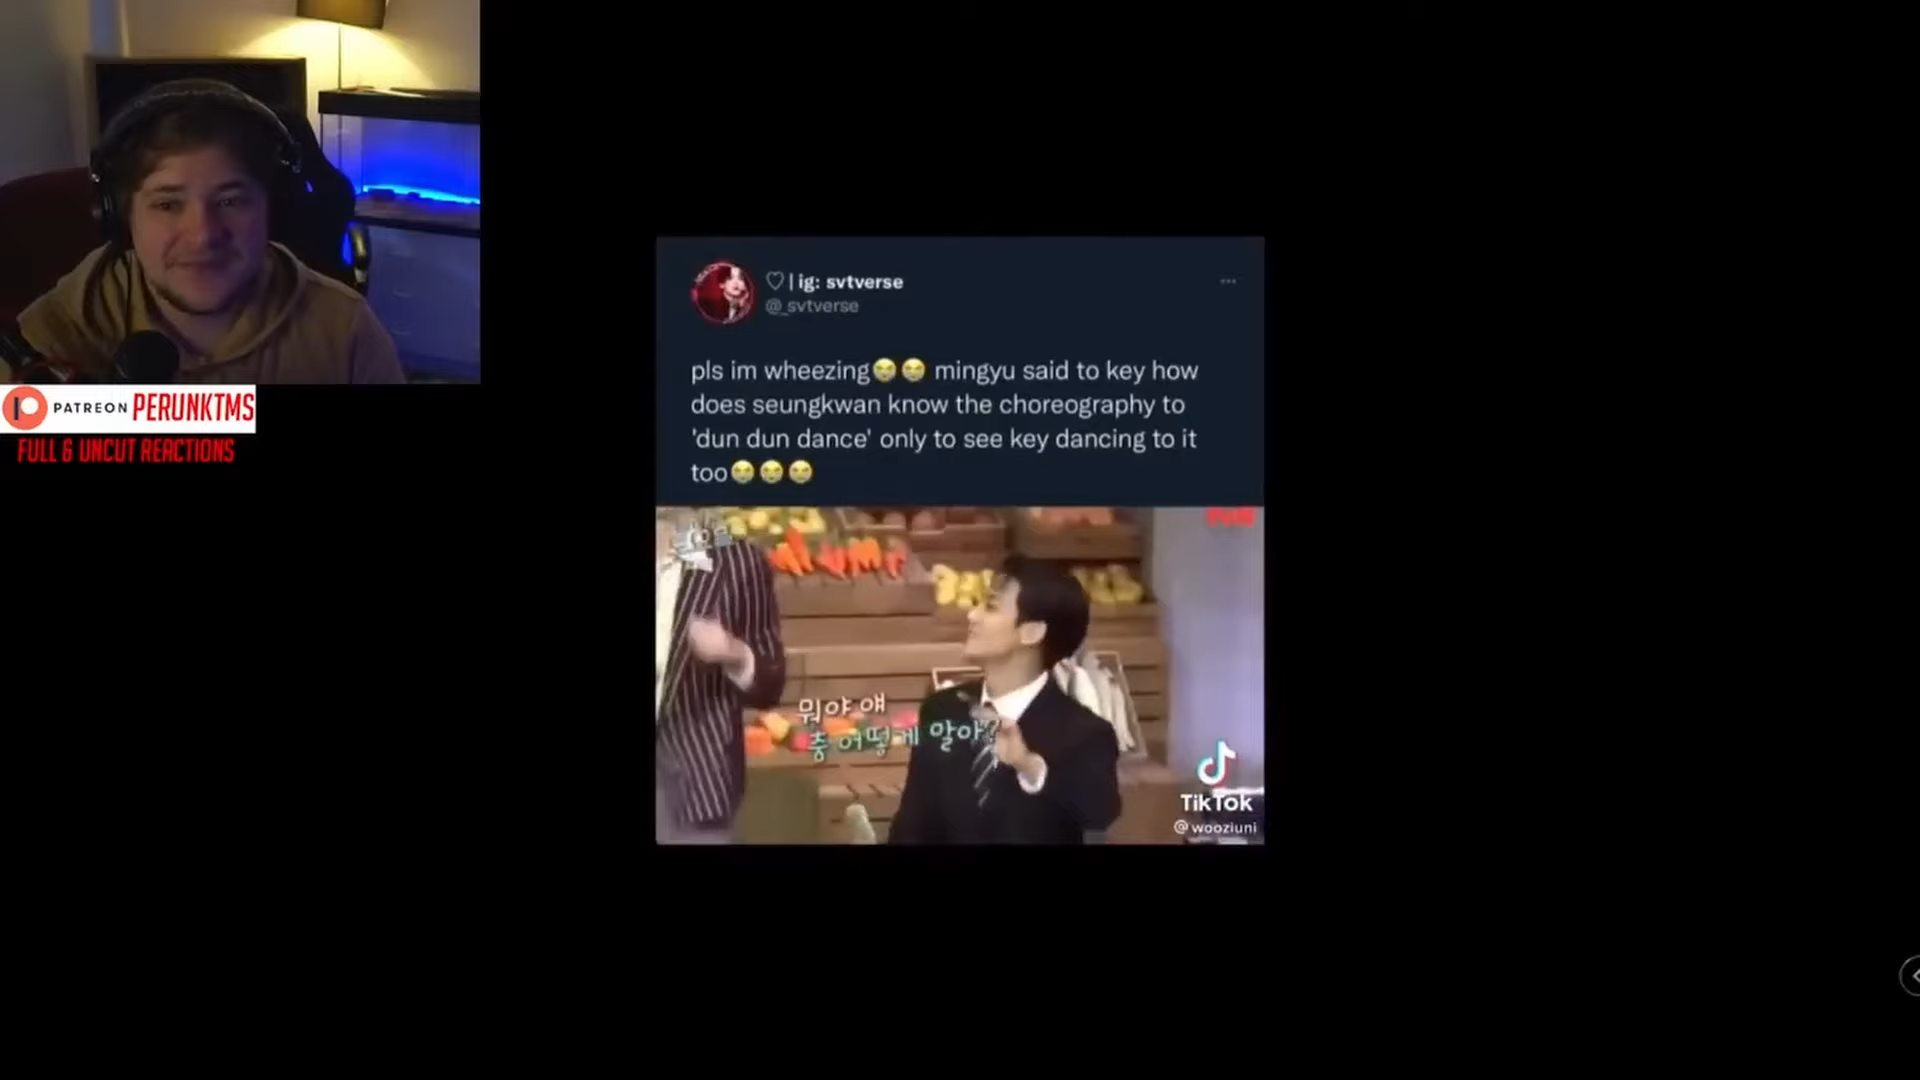 ♡ | ig: svtverse
@_svtverse
pls im wheezing😭😭 mingyu said to key how
does seungkwan know the choreography to
'dun dun dance' only to see key dancing to it
too😭😭😭
뭐야 얘
춤 어떻게 알아?
TikTok
@wooziuni
PATREON PERUNKTMS
FULL & UNCUT REACTIONS